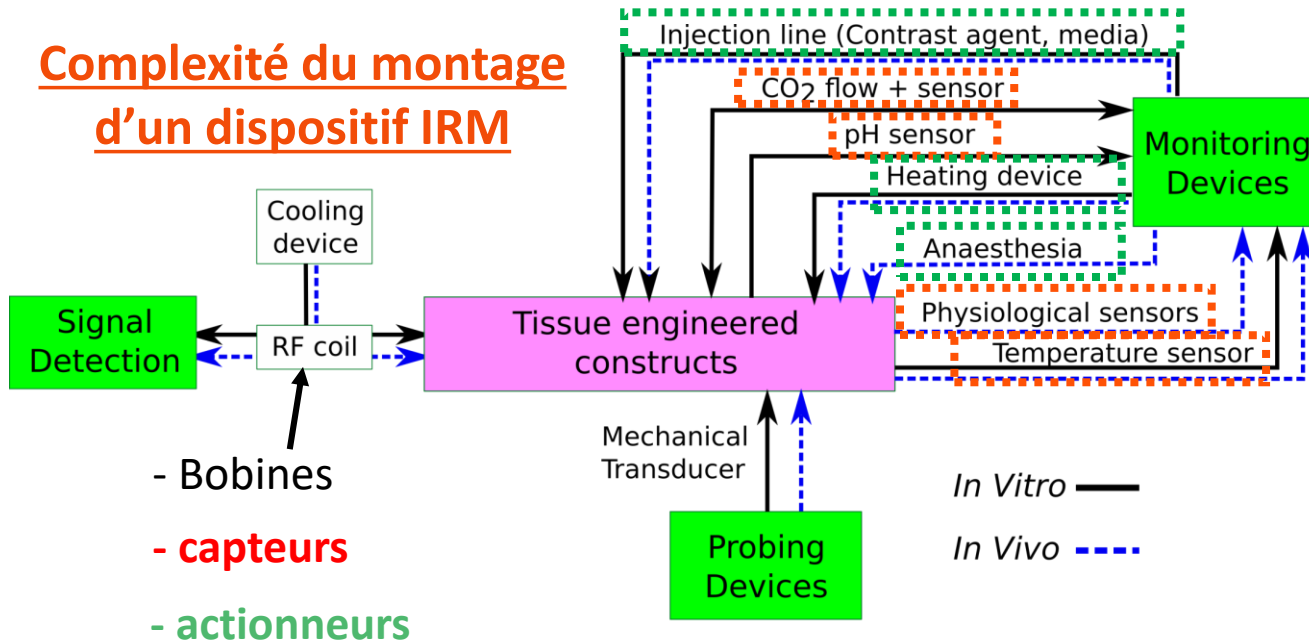 Complexité du montage
d’un dispositif IRM
Injection line (Contrast agent, media)
CO2 flow + sensor
pH sensor
Heating device
Anaesthesia
Physiological sensors
Temperature sensor
Monitoring
Devices
Cooling
device
Signal
Detection
RF coil
Tissue engineered
constructs
Mechanical
Transducer
Probing
Devices
- Bobines
- capteurs
- actionneurs
In Vitro
In Vivo